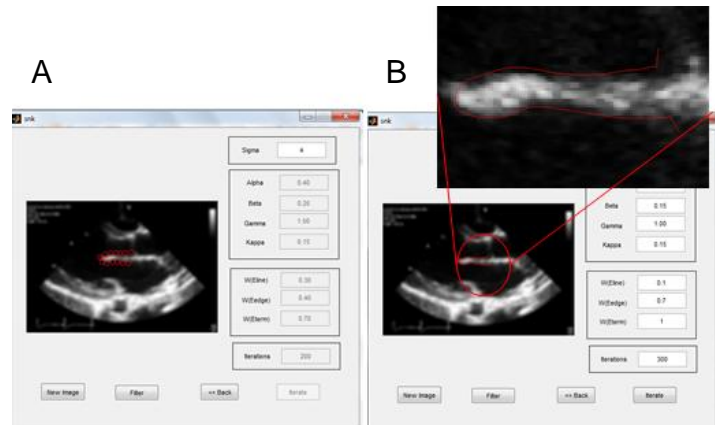 A
B
snk
Sigma 4
Alpha 0.40
Beta 0.20
Gamma 1.00
Kappa 0.15
W(Eline) 0.30
W(Eedge) 0.40
W(Eterm) 0.70
Iterations 200
New Image Filter << Back Iterate
snk
Beta 0.15
Gamma 1.00
Kappa 0.15
W(Eline) 0.1
W(Eedge) 0.7
W(Eterm) 1
Iterations 300
New Image Filter << Back Iterate